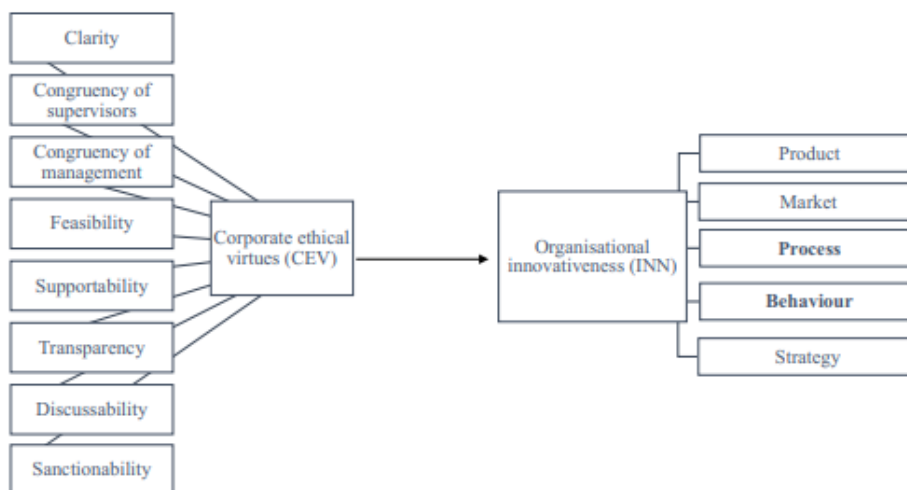 Clarity
Congruency of
supervisors
Congruency of
management
Feasibility
Supportability
Transparency
Discussability
Sanctionability
Corporate ethical
virtues (CEV)
Organisational
innovativeness (INN)
Product
Market
Process
Behaviour
Strategy